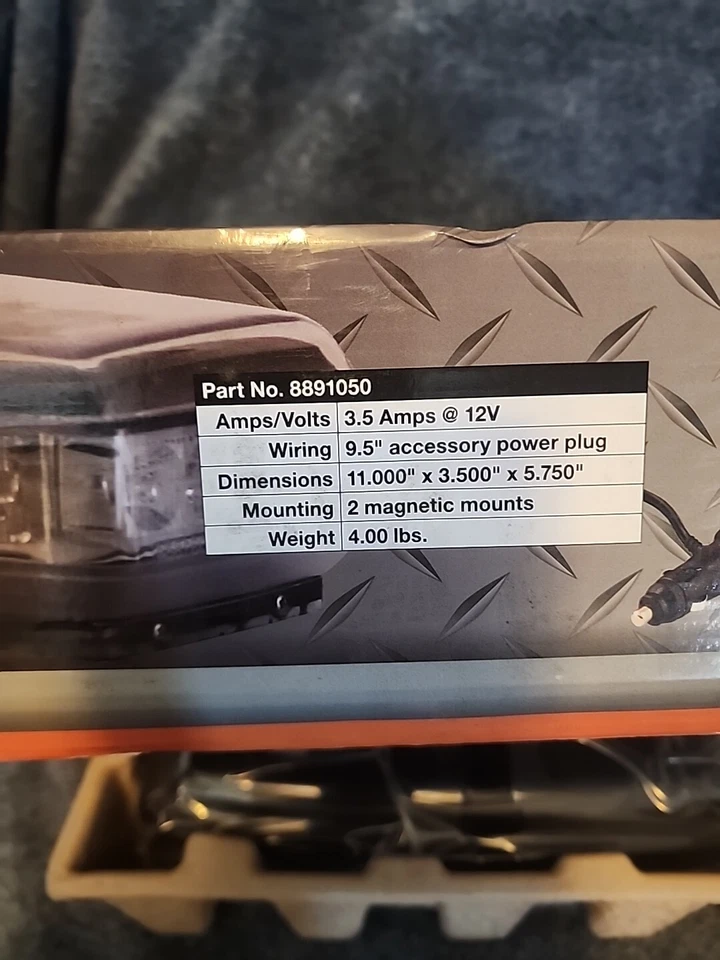 Part No. 8891050
Amps/Volts 3.5 Amps @ 12V
Wiring 9.5" accessory power plug
Dimensions 11.000" x 3.500" x 5.750"
Mounting 2 magnetic mounts
Weight 4.00 lbs.